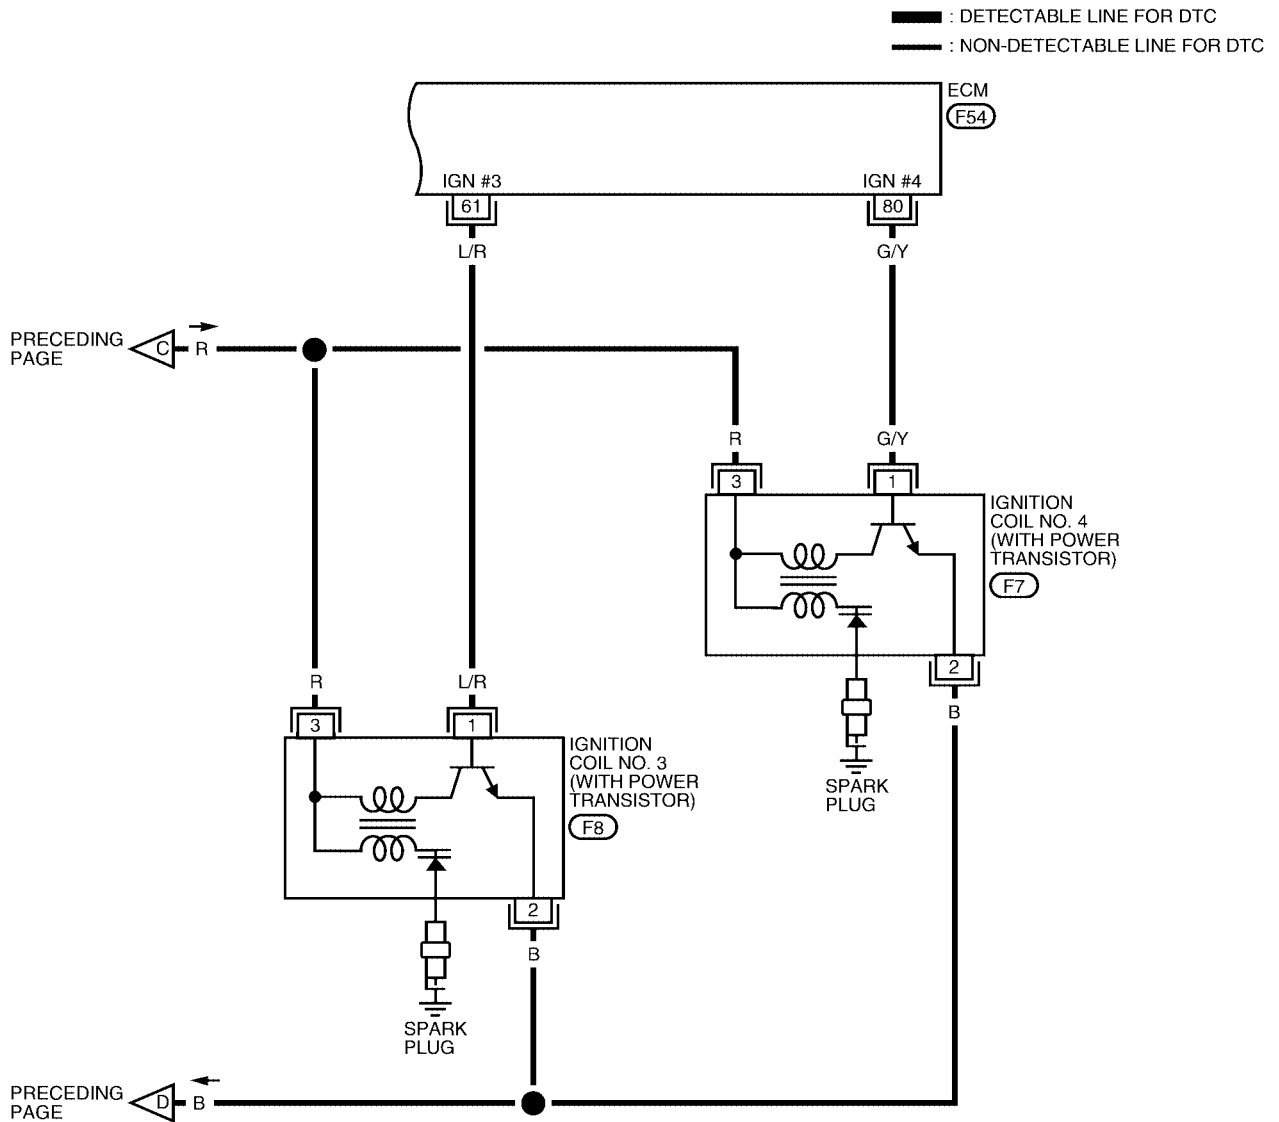 : DETECTABLE LINE FOR DTC
: NON-DETECTABLE LINE FOR DTC
ECM
F54
IGN #3
IGN #4
61
80
L/R
G/Y
PRECEDING
PAGE
C
R
R
G/Y
3
1
IGNITION
COIL NO. 4
(WITH POWER
TRANSISTOR)
F7
2
B
SPARK
PLUG
R
L/R
3
1
IGNITION
COIL NO. 3
(WITH POWER
TRANSISTOR)
F8
2
B
SPARK
PLUG
PRECEDING
PAGE
D
B